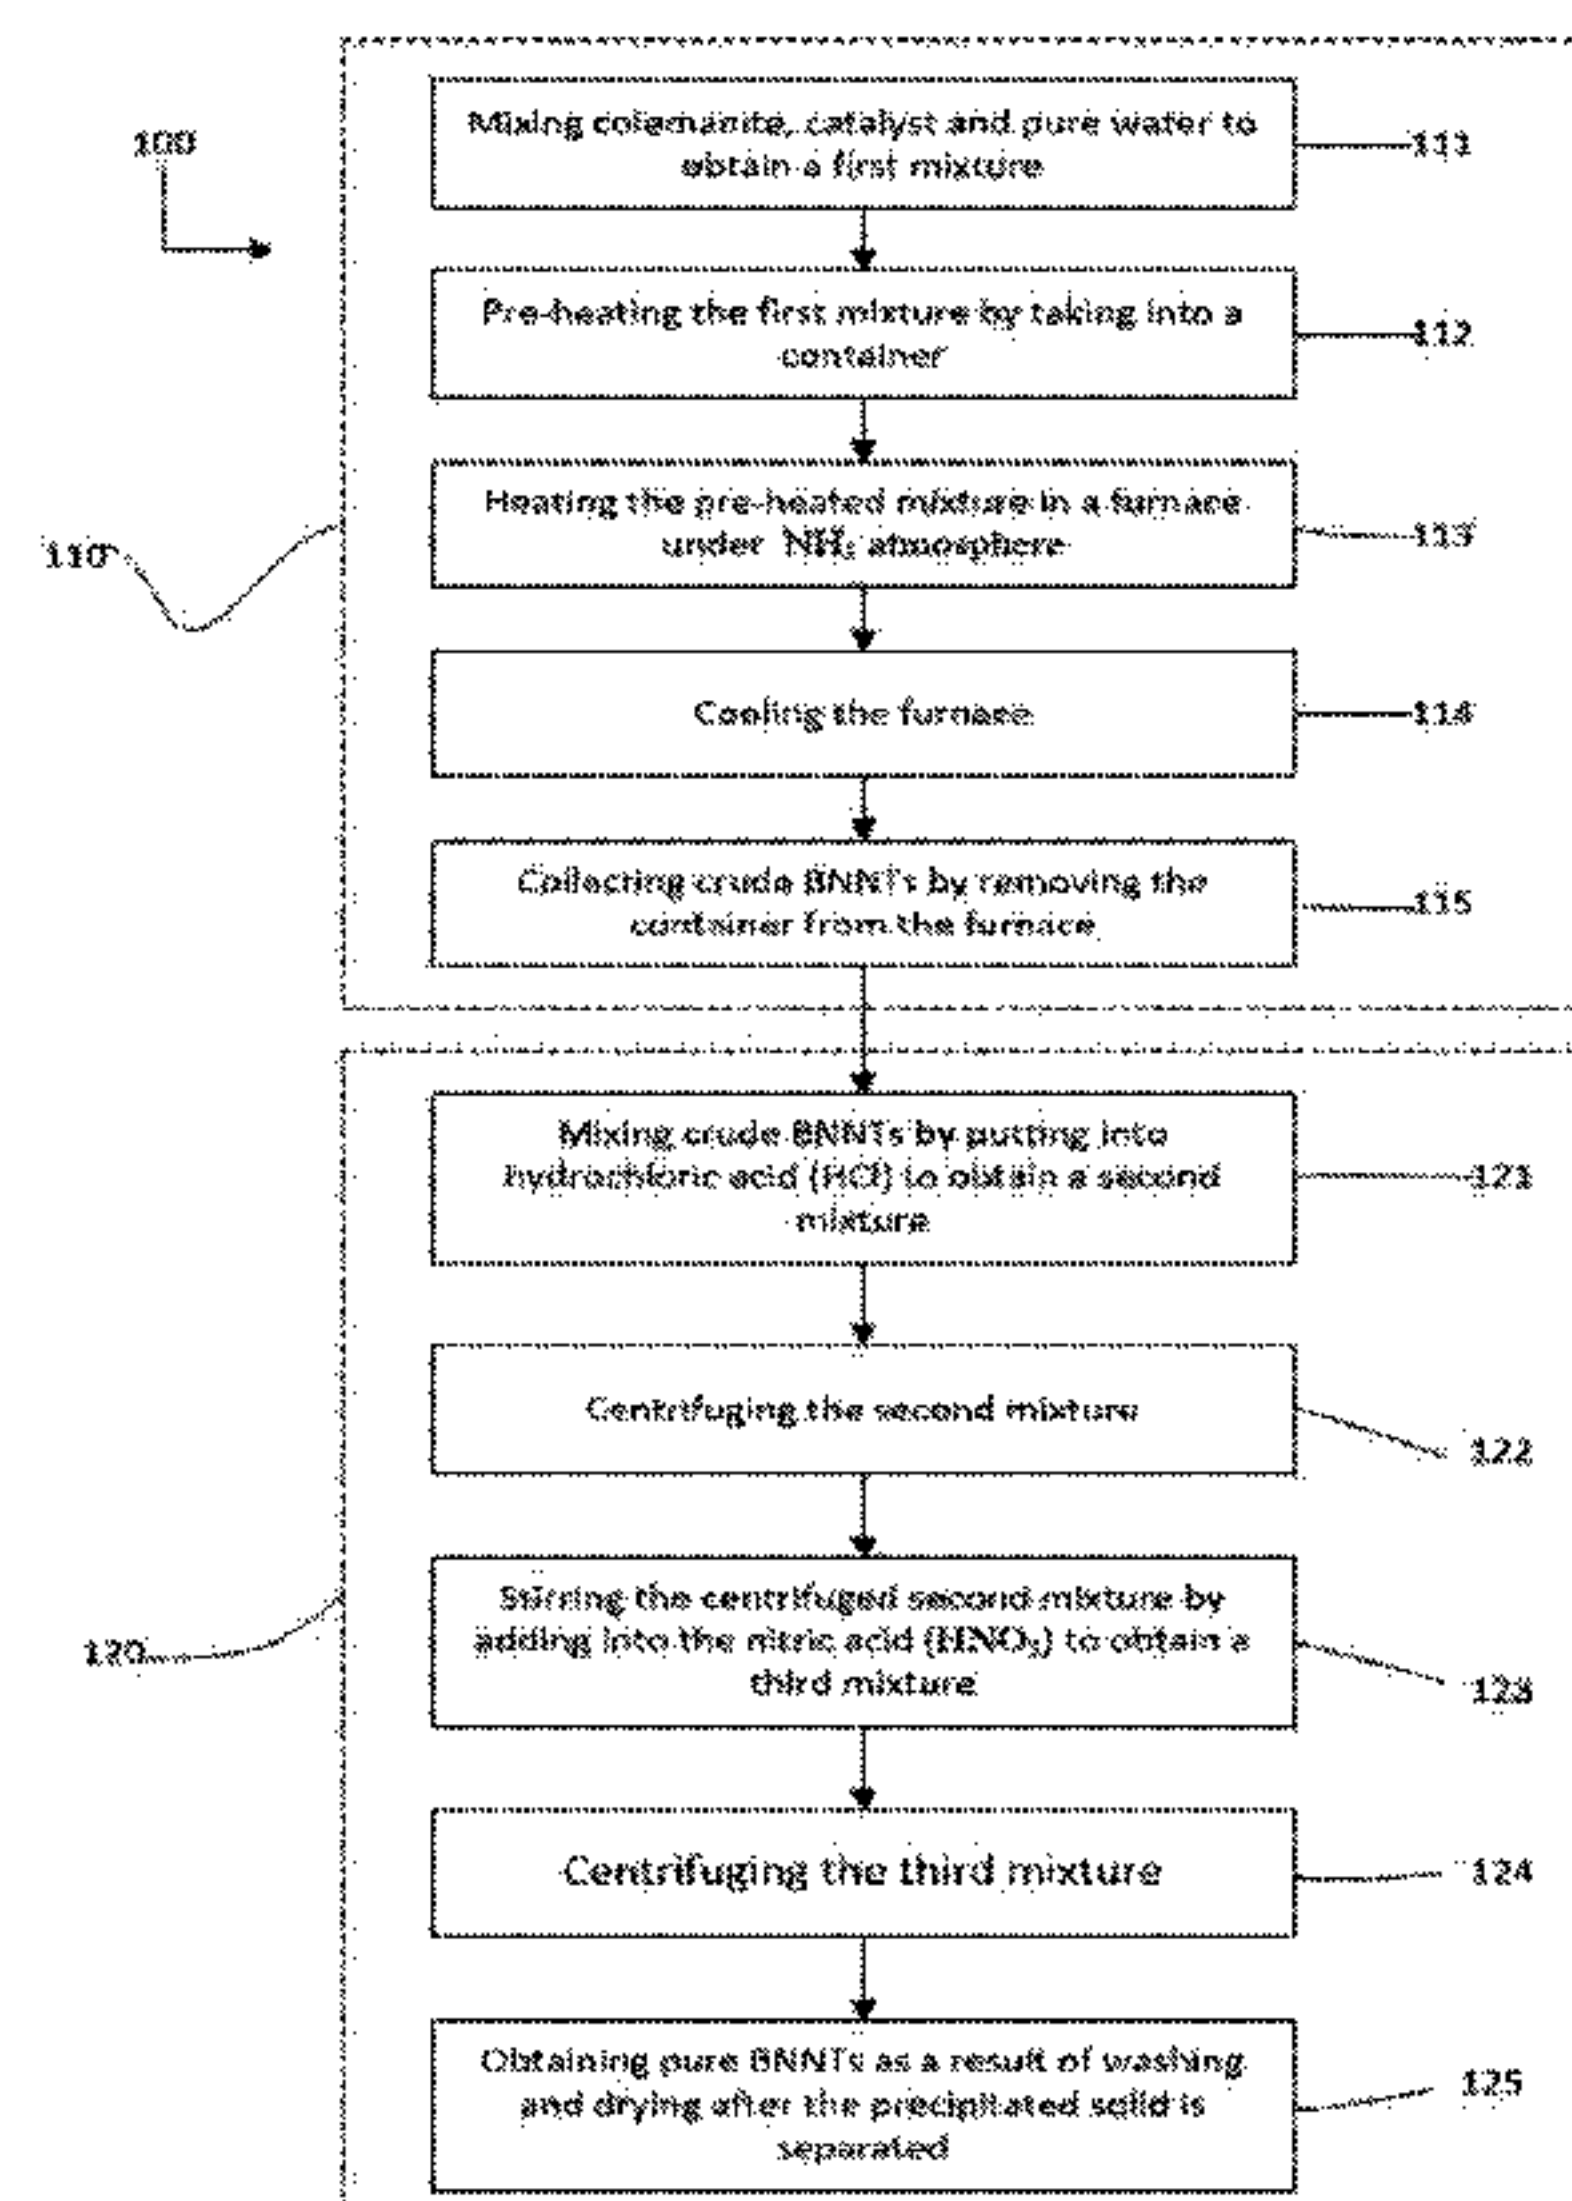 100
Mixing colemanite, catalyst and pure water to
obtain a first mixture
111
Pre-heating the first mixture by taking into a
container
112
Heating the pre-heated mixture in a furnace
under NH₃ atmosphere
113
110
Cooling the furnace
114
Collecting crude BNNTs by removing the
container from the furnace
115
Mixing crude BNNTs by putting into
hydrochloric acid (HCl) to obtain a second
mixture
121
Centrifuging the second mixture
122
Stirring the centrifuged second mixture by
adding into the nitric acid (HNO₃) to obtain a
third mixture
123
120
Centrifuging the third mixture
124
Obtaining pure BNNTs as a result of washing
and drying after the precipitated solid is
separated
125